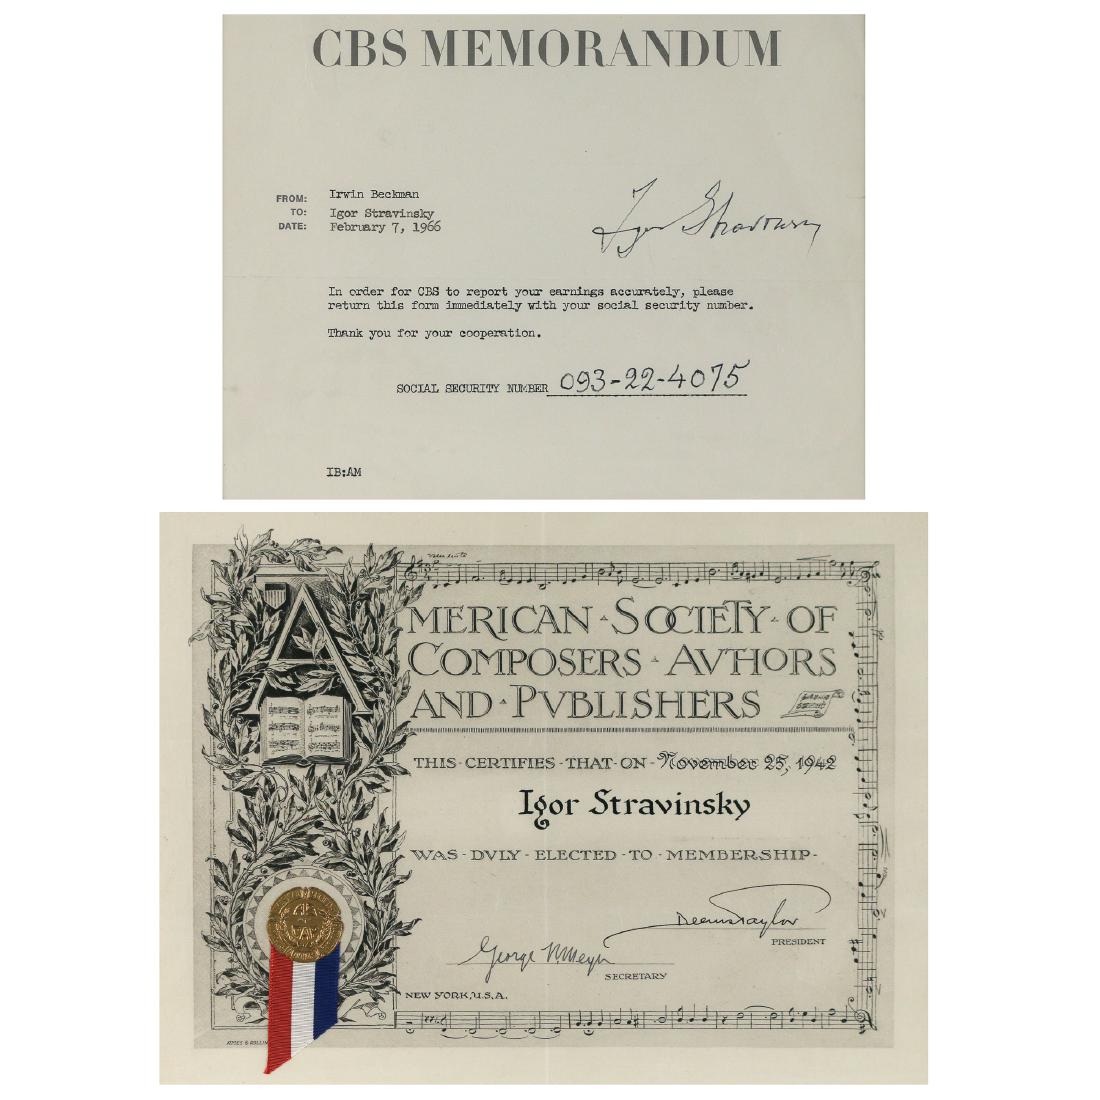 CBS MEMORANDUM
FROM: Irwin Beckman
TO: Igor Stravinsky
DATE: February 7, 1966
Igor Stravinsky
In order for CBS to report your earnings accurately, please
return this form immediately with your social security number.
Thank you for your cooperation.
SOCIAL SECURITY NUMBER 093-22-4075
IB:AM
AMERICAN SOCIETY OF
COMPOSERS AVTHORS
AND PVBLISHERS
THIS CERTIFIES THAT ON November 25, 1942
Igor Stravinsky
WAS DVLY ELECTED TO MEMBERSHIP
Deems Taylor
PRESIDENT
George W. Meyer
SECRETARY
NEW YORK, U.S.A.